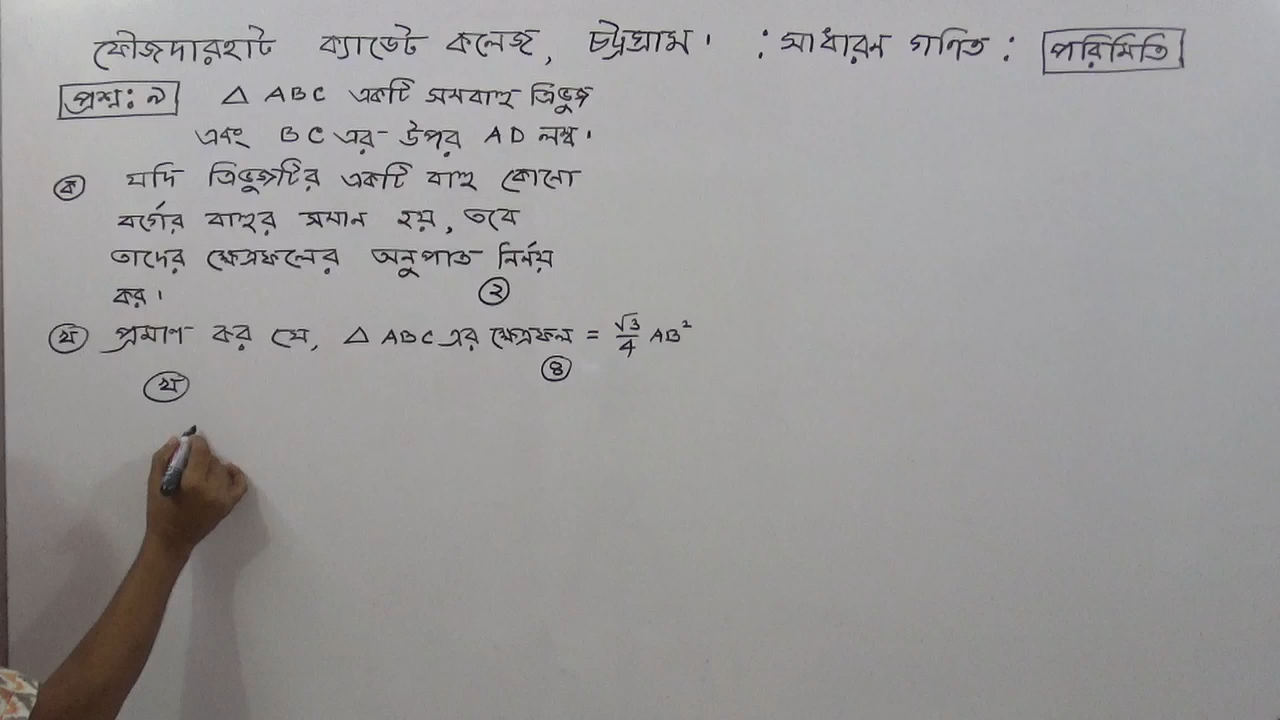 ফৌজদারহাট ক্যাডেট কলেজ, চট্টগ্রাম। : সাধারন গণিত : পরিমিতি
প্রশ্ন: ৯ △ ABC একটি সমবাহু ত্রিভুজ
এবং BC এর উপর AD লম্ব।
ক যদি ত্রিভুজটির একটি বাহু কোনো
বর্গের বাহুর সমান হয়, তবে
তাদের ক্ষেত্রফলের অনুপাত নির্নয়
কর। ২
খ প্রমাণ কর যে, △ ABC এর ক্ষেত্রফল = √3/4 AB²
৪
খ